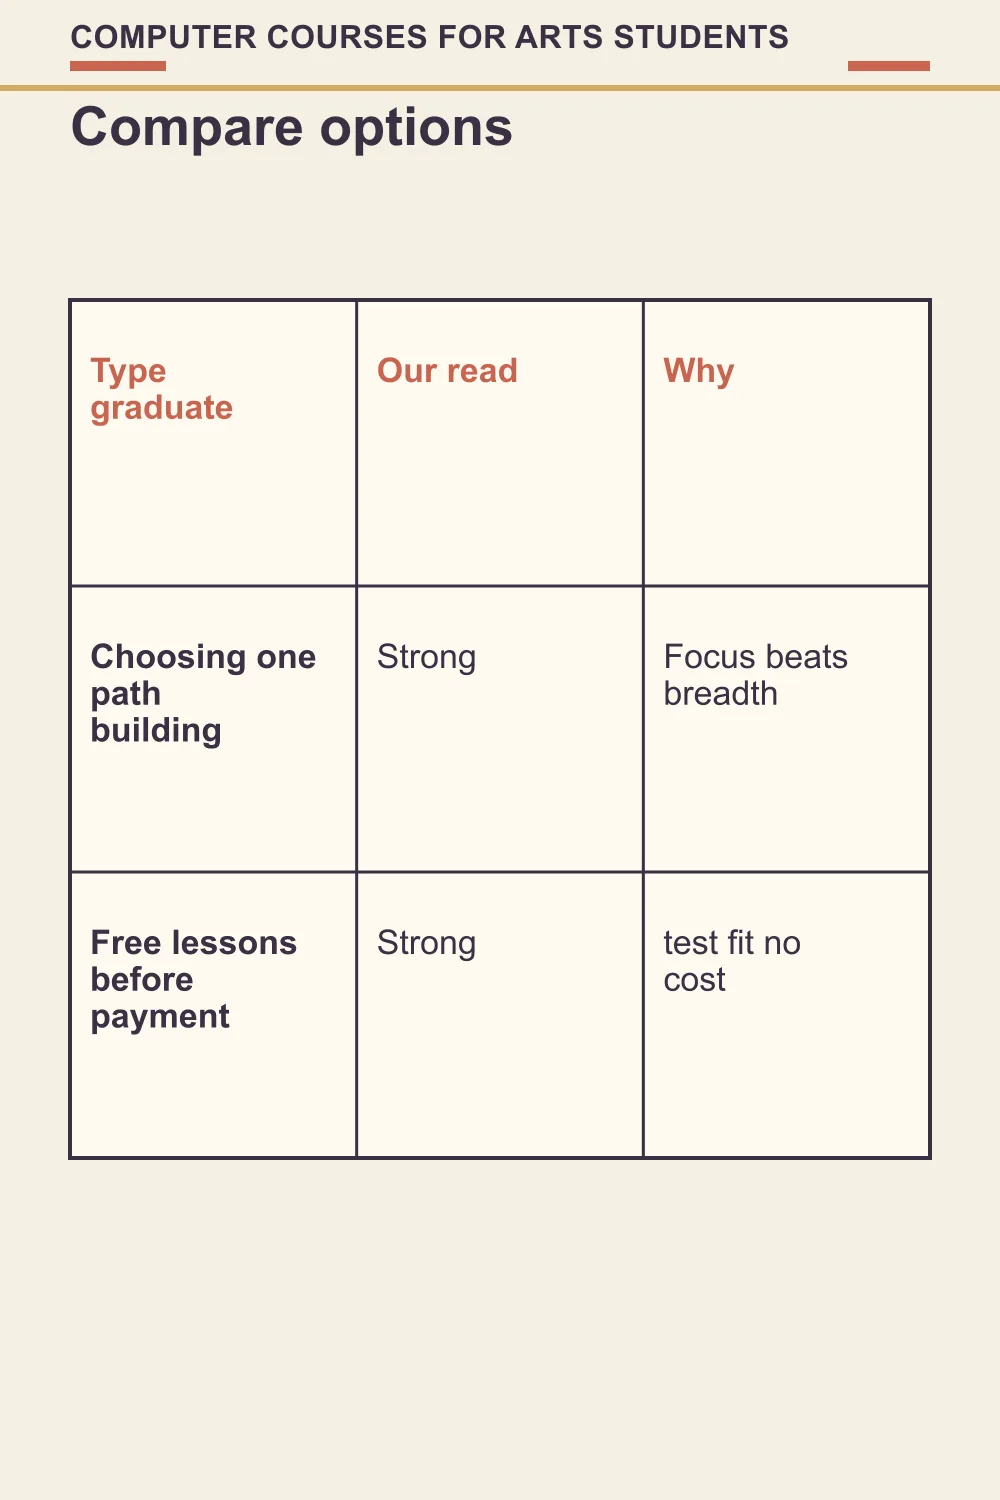 COMPUTER COURSES FOR ARTS STUDENTS
Compare options
Type
graduate
Our read
Why
Choosing one
path
building
Strong
Focus beats
breadth
Free lessons
before
payment
Strong
test fit no
cost